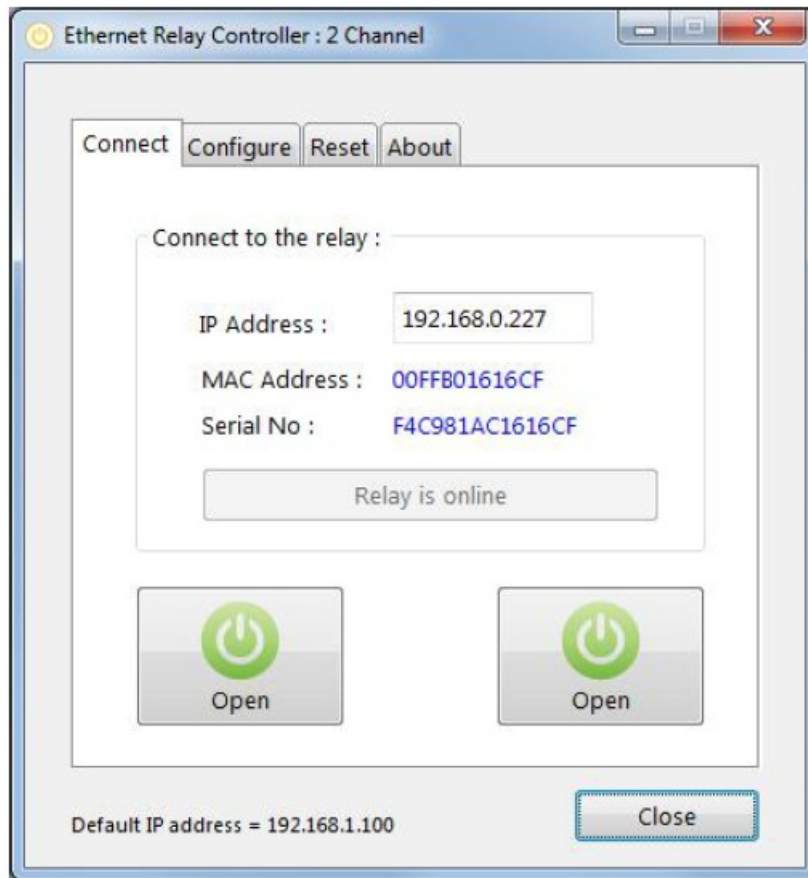 Ethernet Relay Controller : 2 Channel
Connect Configure Reset About
Connect to the relay :
IP Address : 192.168.0.227
MAC Address : 00FFB01616CF
Serial No : F4C981AC1616CF
Relay is online
Open Open
Default IP address = 192.168.1.100 Close